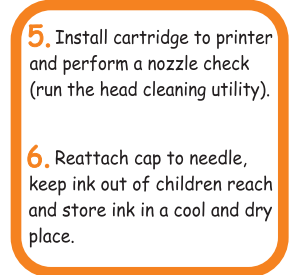 5. Install cartridge to printer
and perform a nozzle check
(run the head cleaning utility).
6. Reattach cap to needle,
keep ink out of children reach
and store ink in a cool and dry
place.